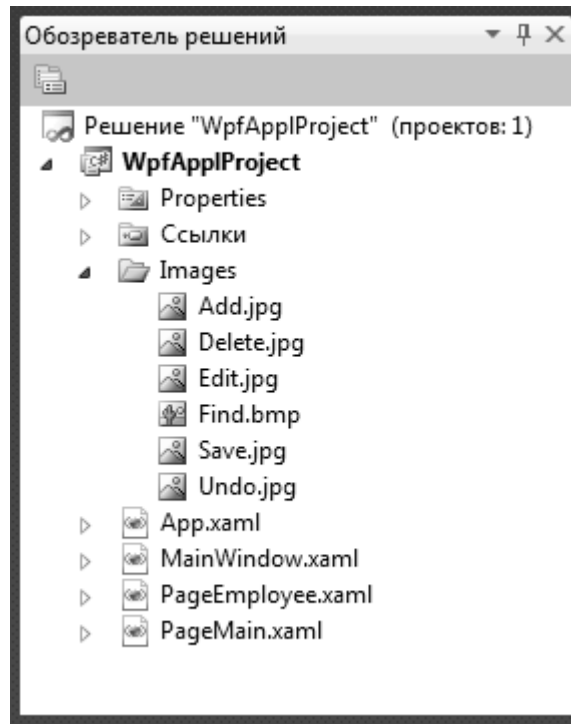 Обозреватель решений
Решение "WpfApplProject" (проектов: 1)
C#
WpfApplProject
Properties
Ссылки
Images
Add.jpg
Delete.jpg
Edit.jpg
Find.bmp
Save.jpg
Undo.jpg
App.xaml
MainWindow.xaml
PageEmployee.xaml
PageMain.xaml